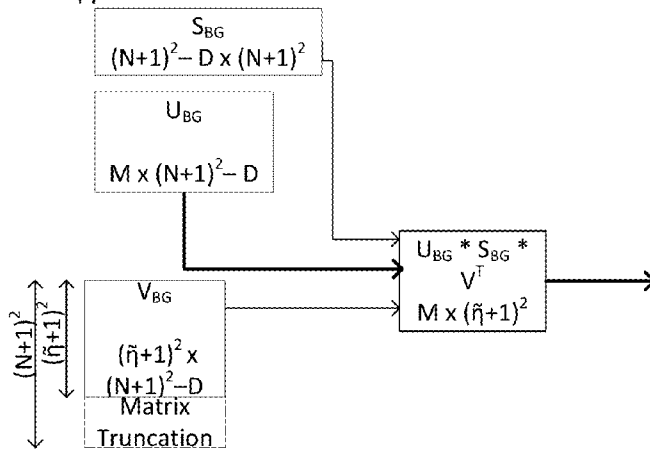 S_BG
(N+1)² – D x (N+1)²
U_BG
M x (N+1)² – D
U_BG * S_BG *
V^T
M x (η̃+1)²
(N+1)²
(η̃+1)²
V_BG
(η̃+1)² x
(N+1)² –D
Matrix
Truncation